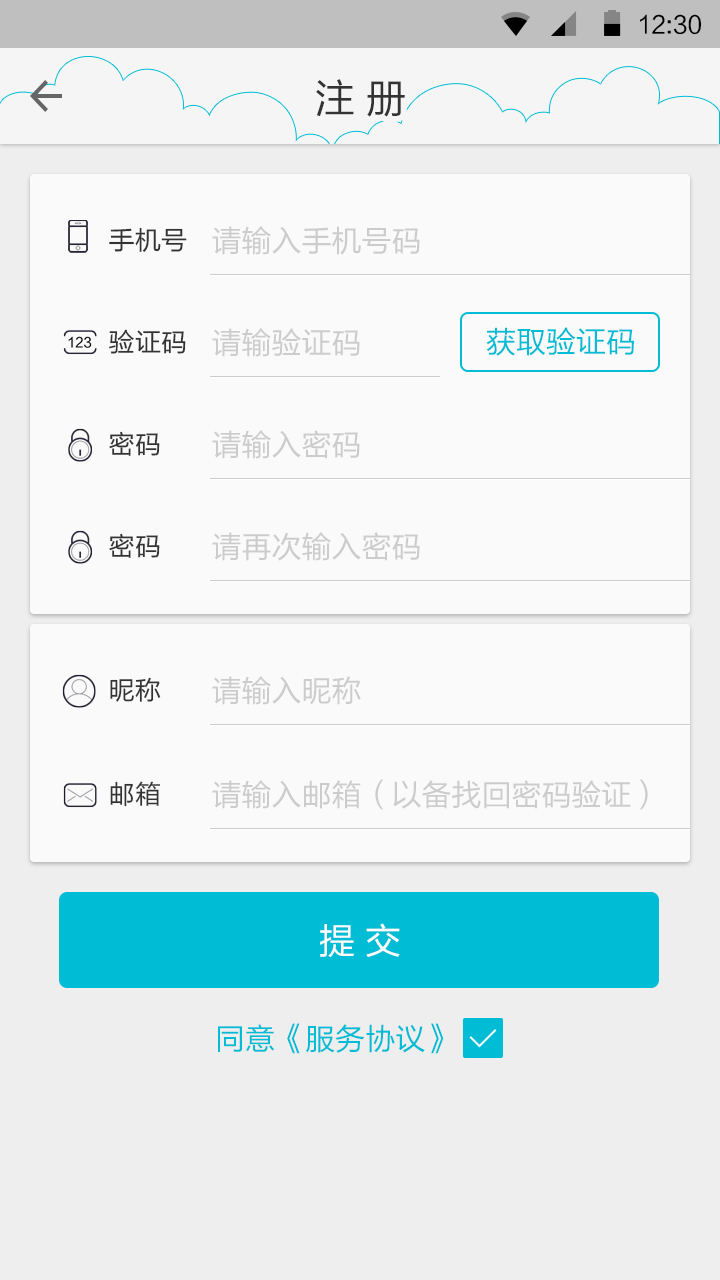 12:30
注 册
手机号 请输入手机号码
123 验证码 请输验证码 获取验证码
密码 请输入密码
密码 请再次输入密码
昵称 请输入昵称
邮箱 请输入邮箱（以备找回密码验证）
提 交
同意《服务协议》